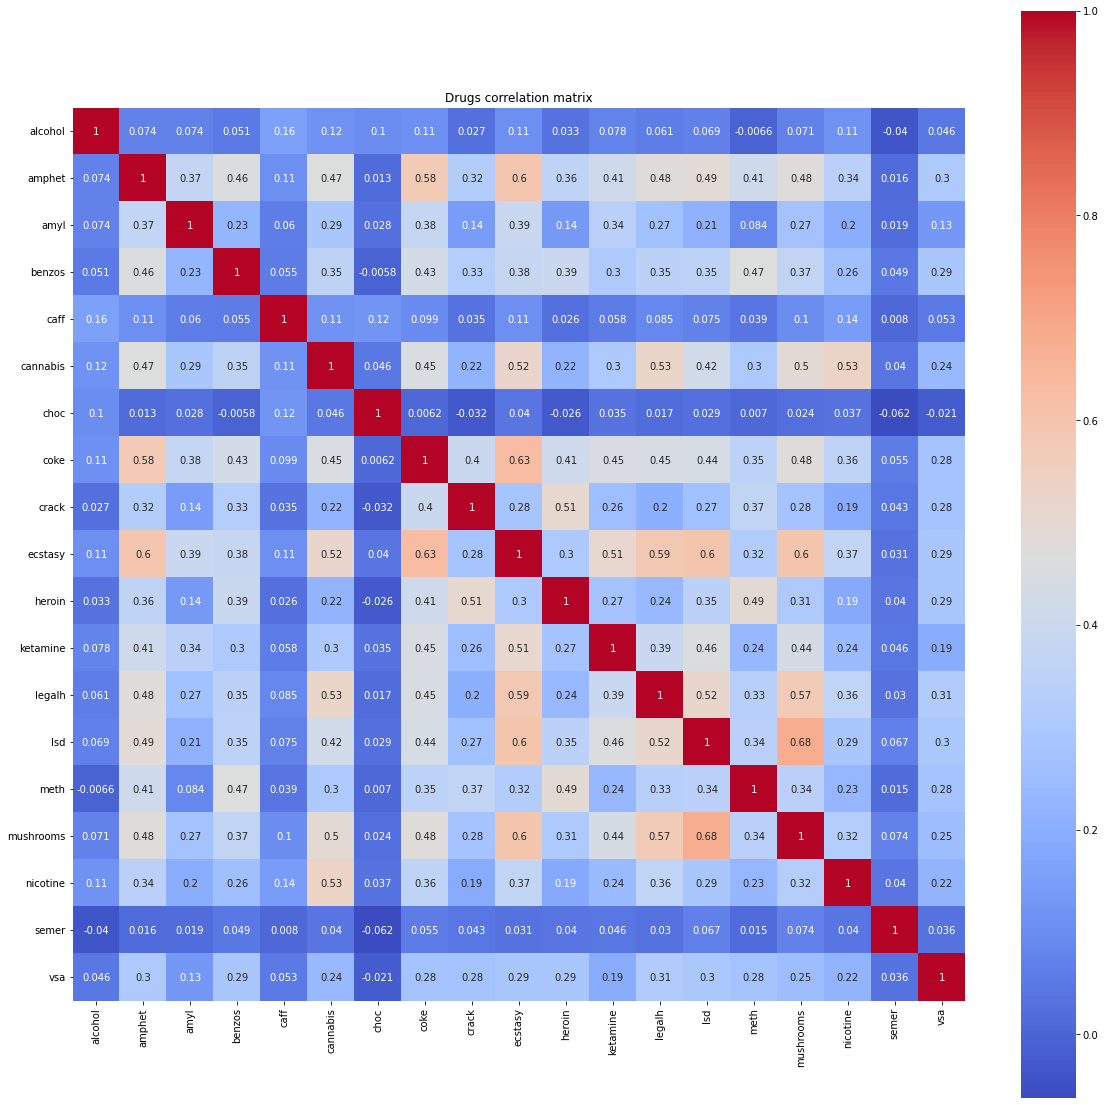 Drugs correlation matrix
1.0
alcohol 1 0.074 0.074 0.051 0.16 0.12 0.1 0.11 0.027 0.11 0.033 0.078 0.061 0.069 -0.0066 0.071 0.11 -0.04 0.046
amphet 0.074 1 0.37 0.46 0.11 0.47 0.013 0.58 0.32 0.6 0.36 0.41 0.48 0.49 0.41 0.48 0.34 0.016 0.3
0.8
amyl 0.074 0.37 1 0.23 0.06 0.29 0.028 0.38 0.14 0.39 0.14 0.34 0.27 0.21 0.084 0.27 0.2 0.019 0.13
benzos 0.051 0.46 0.23 1 0.055 0.35 -0.0058 0.43 0.33 0.38 0.39 0.3 0.35 0.35 0.47 0.37 0.26 0.049 0.29
caff 0.16 0.11 0.06 0.055 1 0.11 0.12 0.099 0.035 0.11 0.026 0.058 0.085 0.075 0.039 0.1 0.14 0.008 0.053
cannabis 0.12 0.47 0.29 0.35 0.11 1 0.046 0.45 0.22 0.52 0.22 0.3 0.53 0.42 0.3 0.5 0.53 0.04 0.24
choc 0.1 0.013 0.028 -0.0058 0.12 0.046 1 0.0062 -0.032 0.04 -0.026 0.035 0.017 0.029 0.007 0.024 0.037 -0.062 -0.021
0.6
coke 0.11 0.58 0.38 0.43 0.099 0.45 0.0062 1 0.4 0.63 0.41 0.45 0.45 0.44 0.35 0.48 0.36 0.055 0.28
crack 0.027 0.32 0.14 0.33 0.035 0.22 -0.032 0.4 1 0.28 0.51 0.26 0.2 0.27 0.37 0.28 0.19 0.043 0.28
ecstasy 0.11 0.6 0.39 0.38 0.11 0.52 0.04 0.63 0.28 1 0.3 0.51 0.59 0.6 0.32 0.6 0.37 0.031 0.29
heroin 0.033 0.36 0.14 0.39 0.026 0.22 -0.026 0.41 0.51 0.3 1 0.27 0.24 0.35 0.49 0.31 0.19 0.04 0.29
0.4
ketamine 0.078 0.41 0.34 0.3 0.058 0.3 0.035 0.45 0.26 0.51 0.27 1 0.39 0.46 0.24 0.44 0.24 0.046 0.19
legalh 0.061 0.48 0.27 0.35 0.085 0.53 0.017 0.45 0.2 0.59 0.24 0.39 1 0.52 0.33 0.57 0.36 0.03 0.31
lsd 0.069 0.49 0.21 0.35 0.075 0.42 0.029 0.44 0.27 0.6 0.35 0.46 0.52 1 0.34 0.68 0.29 0.067 0.3
meth -0.0066 0.41 0.084 0.47 0.039 0.3 0.007 0.35 0.37 0.32 0.49 0.24 0.33 0.34 1 0.34 0.23 0.015 0.28
mushrooms 0.071 0.48 0.27 0.37 0.1 0.5 0.024 0.48 0.28 0.6 0.31 0.44 0.57 0.68 0.34 1 0.32 0.074 0.25
0.2
nicotine 0.11 0.34 0.2 0.26 0.14 0.53 0.037 0.36 0.19 0.37 0.19 0.24 0.36 0.29 0.23 0.32 1 0.04 0.22
semer -0.04 0.016 0.019 0.049 0.008 0.04 -0.062 0.055 0.043 0.031 0.04 0.046 0.03 0.067 0.015 0.074 0.04 1 0.036
vsa 0.046 0.3 0.13 0.29 0.053 0.24 -0.021 0.28 0.28 0.29 0.29 0.19 0.31 0.3 0.28 0.25 0.22 0.036 1
0.0
alcohol amphet amyl benzos caff cannabis choc coke crack ecstasy heroin ketamine legalh lsd meth mushrooms nicotine semer vsa